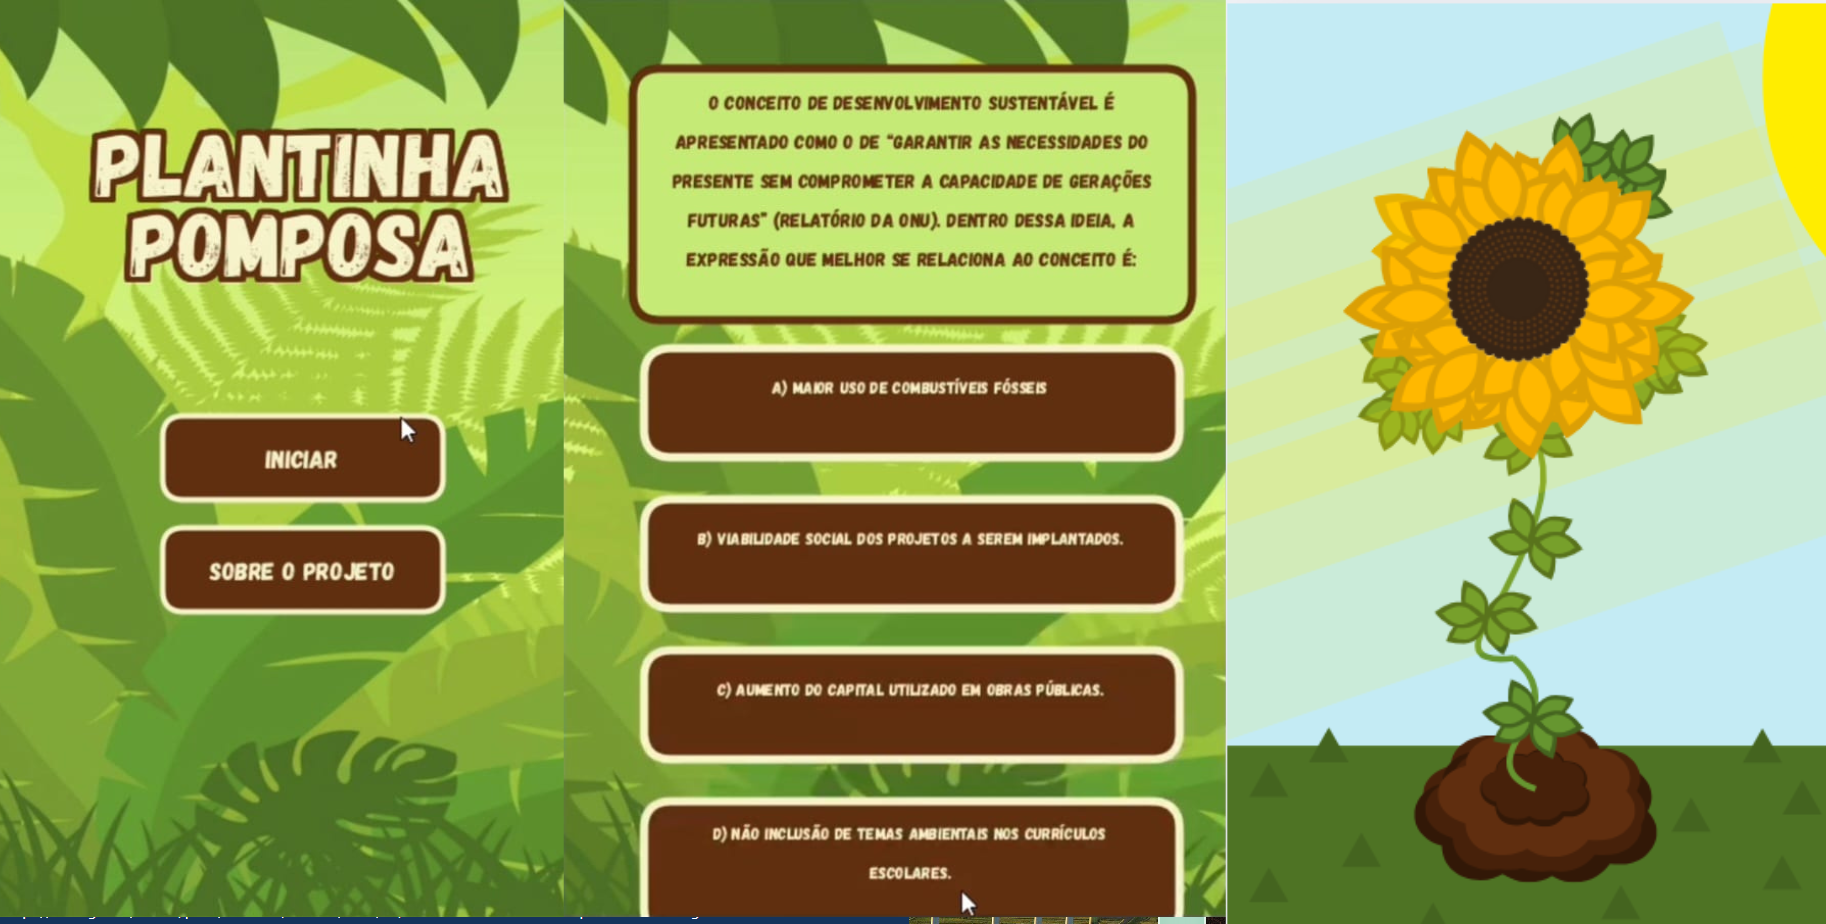 PLANTINHA
POMPOSA
INICIAR
SOBRE O PROJETO
O CONCEITO DE DESENVOLVIMENTO SUSTENTÁVEL É
APRESENTADO COMO O DE "GARANTIR AS NECESSIDADES DO
PRESENTE SEM COMPROMETER A CAPACIDADE DE GERAÇÕES
FUTURAS" (RELATÓRIO DA ONU). DENTRO DESSA IDEIA, A
EXPRESSÃO QUE MELHOR SE RELACIONA AO CONCEITO É:
A) MAIOR USO DE COMBUSTÍVEIS FÓSSEIS
B) VIABILIDADE SOCIAL DOS PROJETOS A SEREM IMPLANTADOS.
C) AUMENTO DO CAPITAL UTILIZADO EM OBRAS PÚBLICAS.
D) NÃO INCLUSÃO DE TEMAS AMBIENTAIS NOS CURRÍCULOS
ESCOLARES.